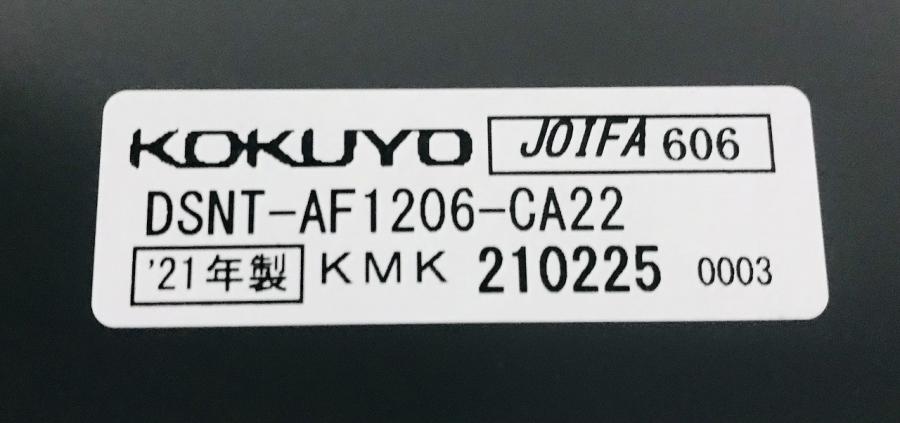 KOKUYO JOIFA 606
DSNT-AF1206-CA22
'21年製 KMK 210225 0003